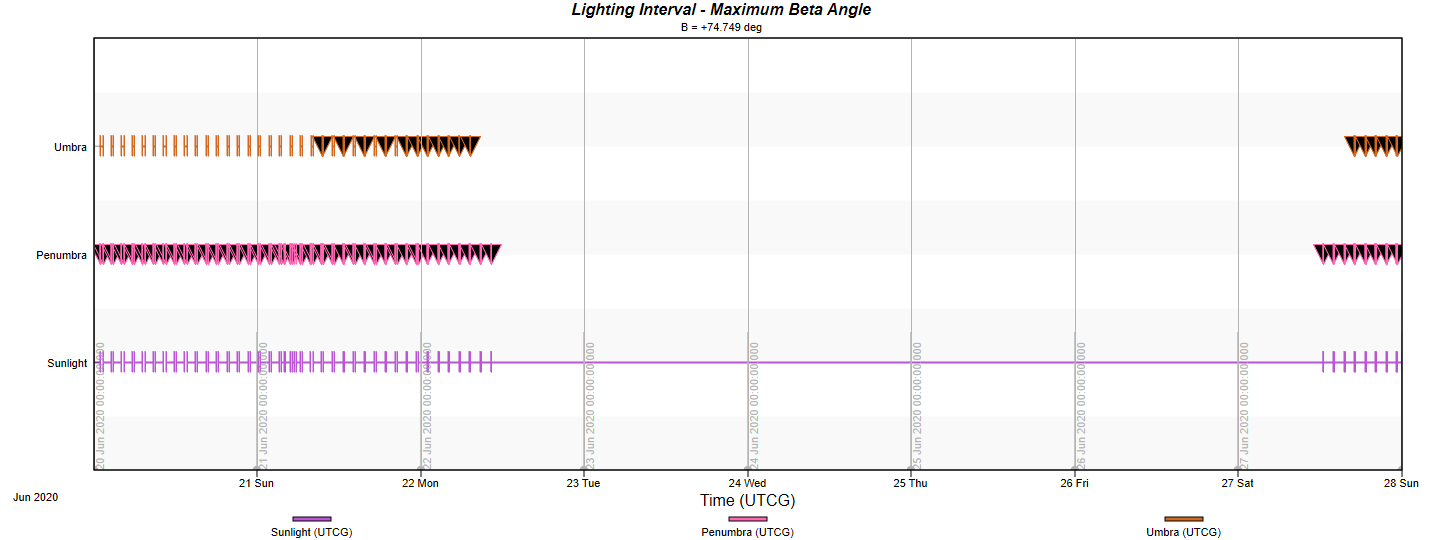 Lighting Interval - Maximum Beta Angle
B = +74.749 deg
Umbra
Penumbra
Sunlight
20 Jun 2020 00:00:00.000
21 Jun 2020 00:00:00.000
22 Jun 2020 00:00:00.000
23 Jun 2020 00:00:00.000
24 Jun 2020 00:00:00.000
25 Jun 2020 00:00:00.000
26 Jun 2020 00:00:00.000
27 Jun 2020 00:00:00.000
21 Sun
22 Mon
23 Tue
24 Wed
25 Thu
26 Fri
27 Sat
28 Sun
Jun 2020
Time (UTCG)
Sunlight (UTCG)
Penumbra (UTCG)
Umbra (UTCG)